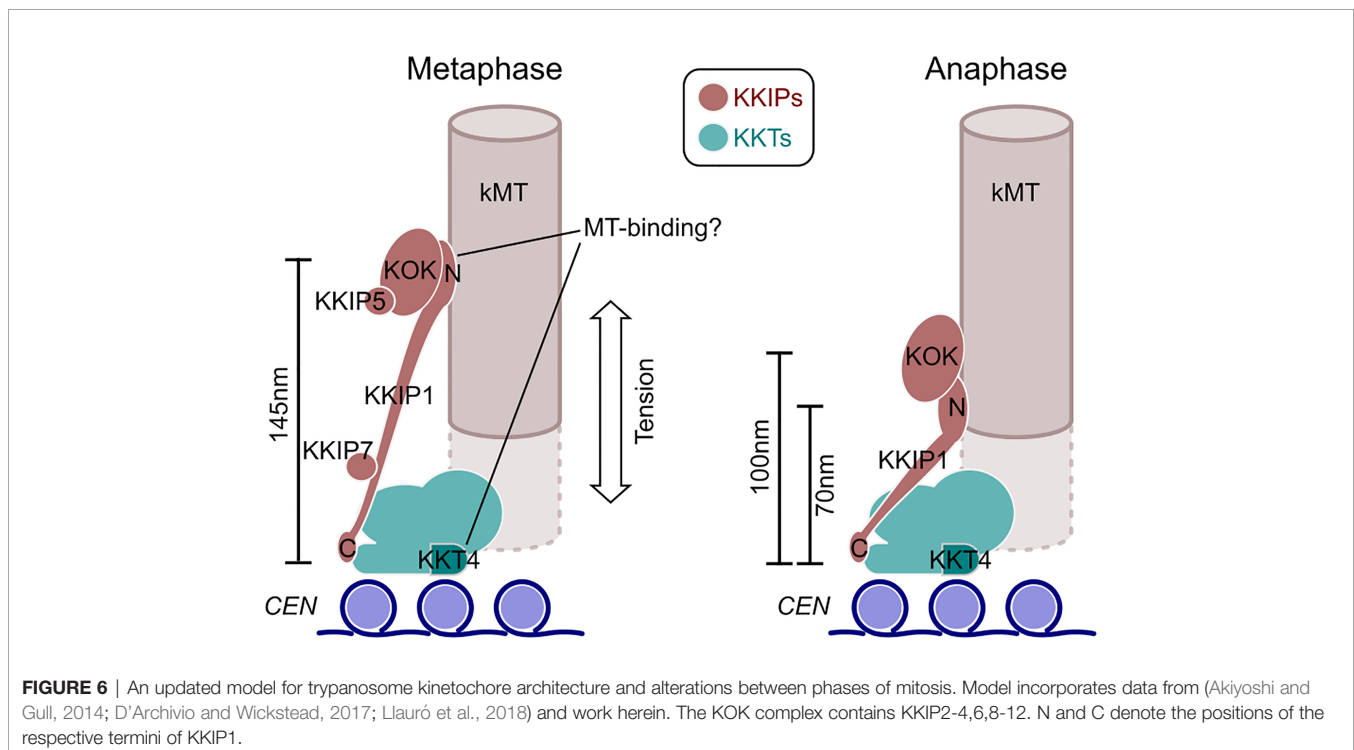 Metaphase
Anaphase
KKIPs
KKTs
kMT
kMT
MT-binding?
KOK
N
KKIP5
KKIP1
KKIP7
145nm
Tension
C
KKT4
CEN
KOK
N
KKIP1
100nm
70nm
C
KKT4
CEN
FIGURE 6 | An updated model for trypanosome kinetochore architecture and alterations between phases of mitosis. Model incorporates data from (Akiyoshi and
Gull, 2014; D’Archivio and Wickstead, 2017; Llauró et al., 2018) and work herein. The KOK complex contains KKIP2-4,6,8-12. N and C denote the positions of the
respective termini of KKIP1.